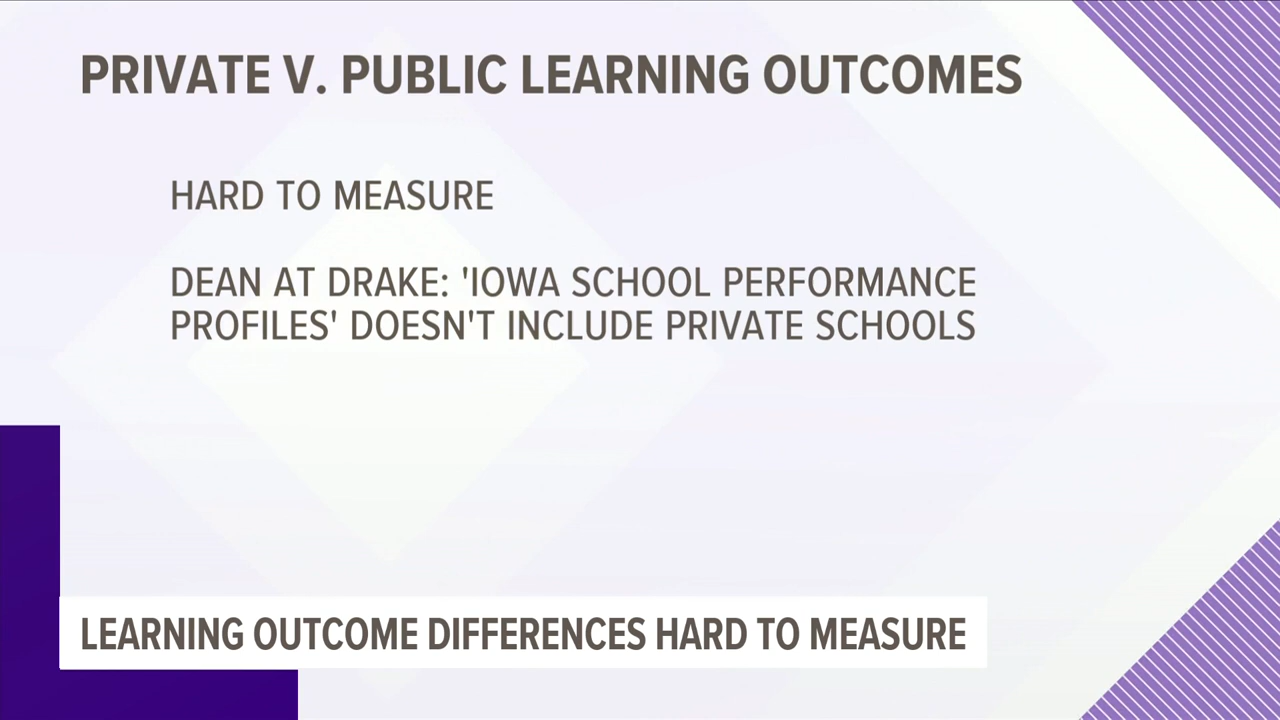 PRIVATE V. PUBLIC LEARNING OUTCOMES
HARD TO MEASURE
DEAN AT DRAKE: 'IOWA SCHOOL PERFORMANCE
PROFILES' DOESN'T INCLUDE PRIVATE SCHOOLS
LEARNING OUTCOME DIFFERENCES HARD TO MEASURE